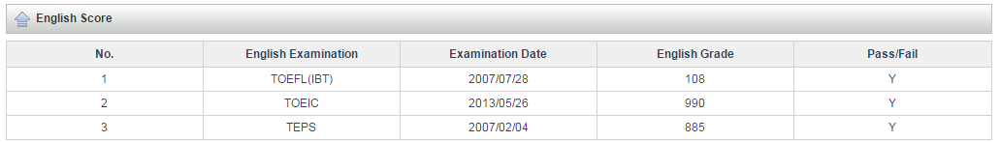 English Score
No. English Examination Examination Date English Grade Pass/Fail
1 TOEFL(IBT) 2007/07/28 108 Y
2 TOEIC 2013/05/26 990 Y
3 TEPS 2007/02/04 885 Y